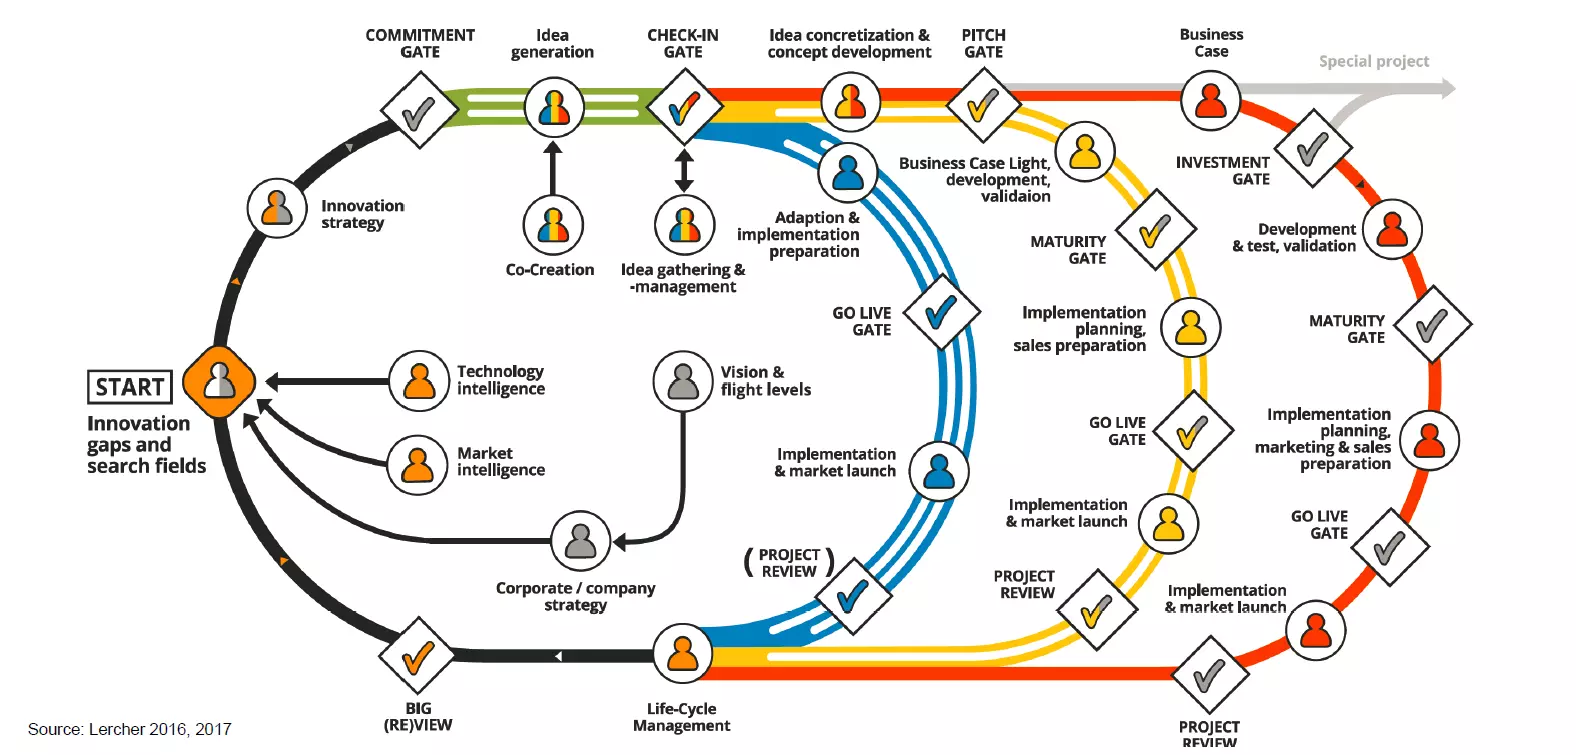 COMMITMENT
GATE
Idea
generation
CHECK-IN
GATE
Idea concretization &
concept development
PITCH
GATE
Business
Case
Special project
Innovation
strategy
Co-Creation
Idea gathering &
-management
Adaption &
implementation
preparation
Business Case Light,
development,
validaion
INVESTMENT
GATE
MATURITY
GATE
Development
& test, validation
GO LIVE
GATE
Implementation
planning,
sales preparation
MATURITY
GATE
START
Innovation
gaps and
search fields
Technology
intelligence
Market
intelligence
Vision &
flight levels
Corporate / company
strategy
Implementation
& market launch
GO LIVE
GATE
Implementation
planning,
marketing & sales
preparation
(PROJECT
REVIEW)
Implementation
& market launch
GO LIVE
GATE
PROJECT
REVIEW
Implementation
& market launch
BIG
(RE)VIEW
Life-Cycle
Management
PROJECT
REVIEW
Source: Lercher 2016, 2017